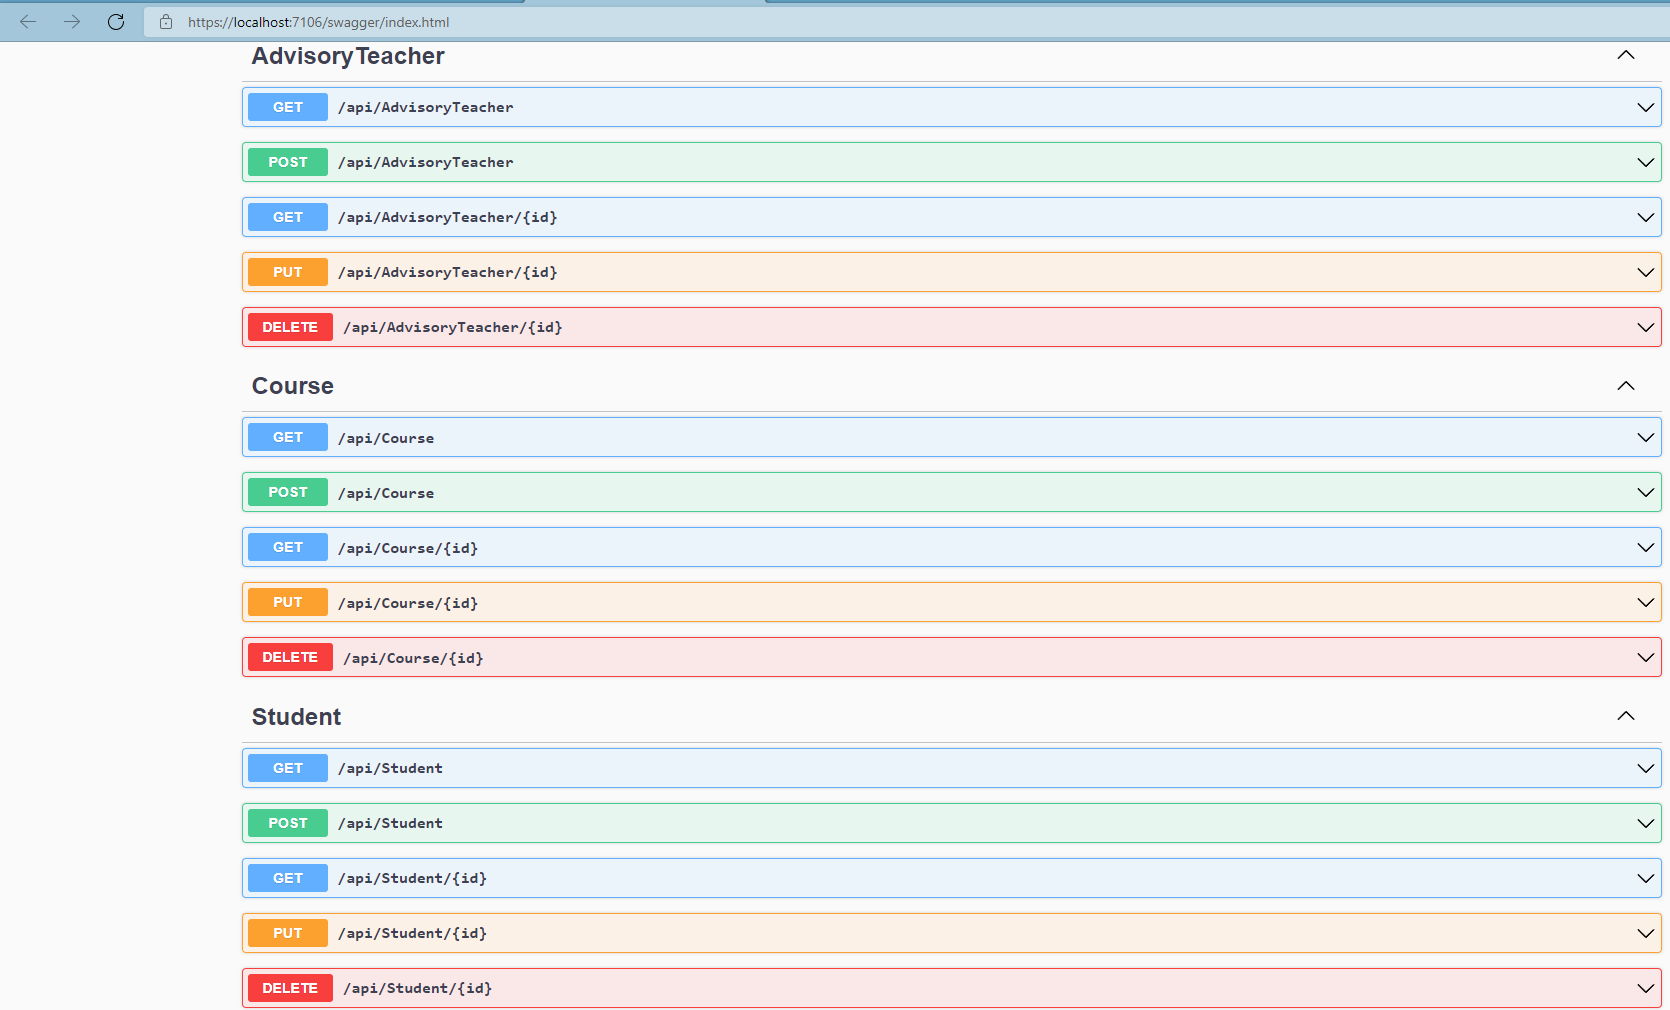 https://localhost:7106/swagger/index.html
AdvisoryTeacher
GET /api/AdvisoryTeacher
POST /api/AdvisoryTeacher
GET /api/AdvisoryTeacher/{id}
PUT /api/AdvisoryTeacher/{id}
DELETE /api/AdvisoryTeacher/{id}
Course
GET /api/Course
POST /api/Course
GET /api/Course/{id}
PUT /api/Course/{id}
DELETE /api/Course/{id}
Student
GET /api/Student
POST /api/Student
GET /api/Student/{id}
PUT /api/Student/{id}
DELETE /api/Student/{id}